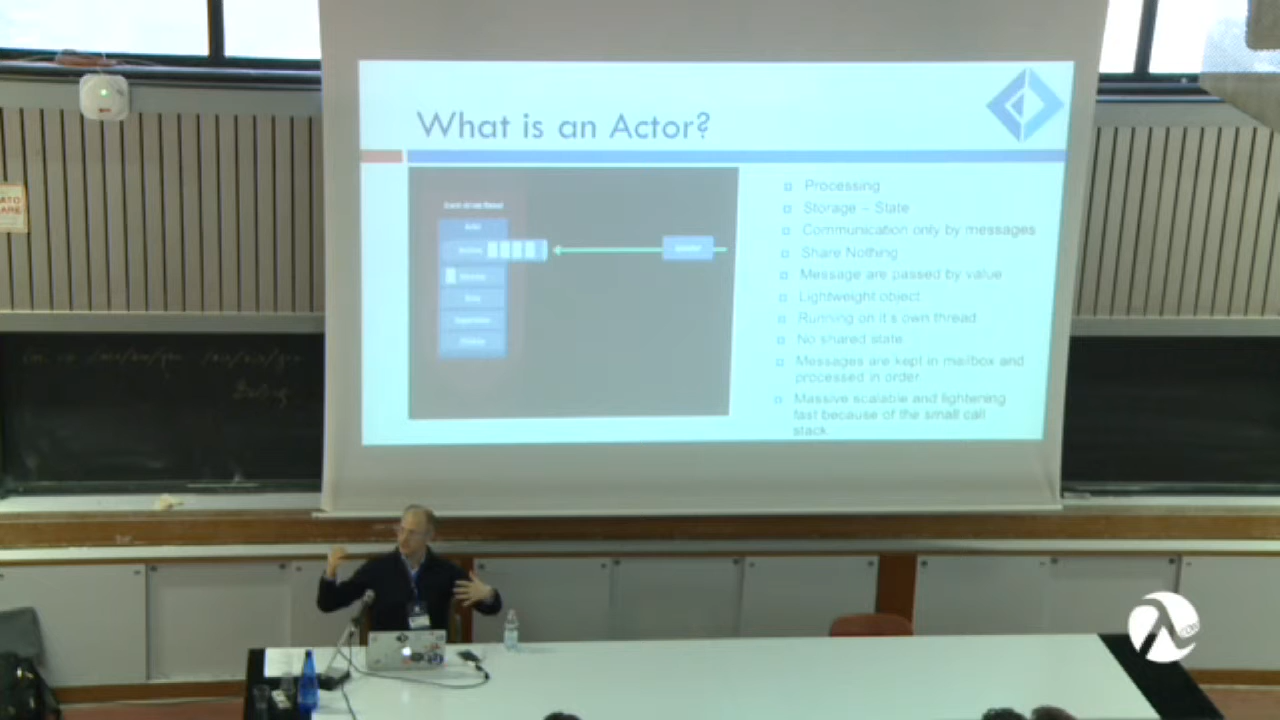 What is an Actor?
Processing
Storage – State
Communication only by messages
Share Nothing
Message are passed by value
Lightweight object.
Running on it's own thread.
No shared state
Messages are kept in mailbox and
processed in order
Massive scalable and lightening
fast because of the small call
stack